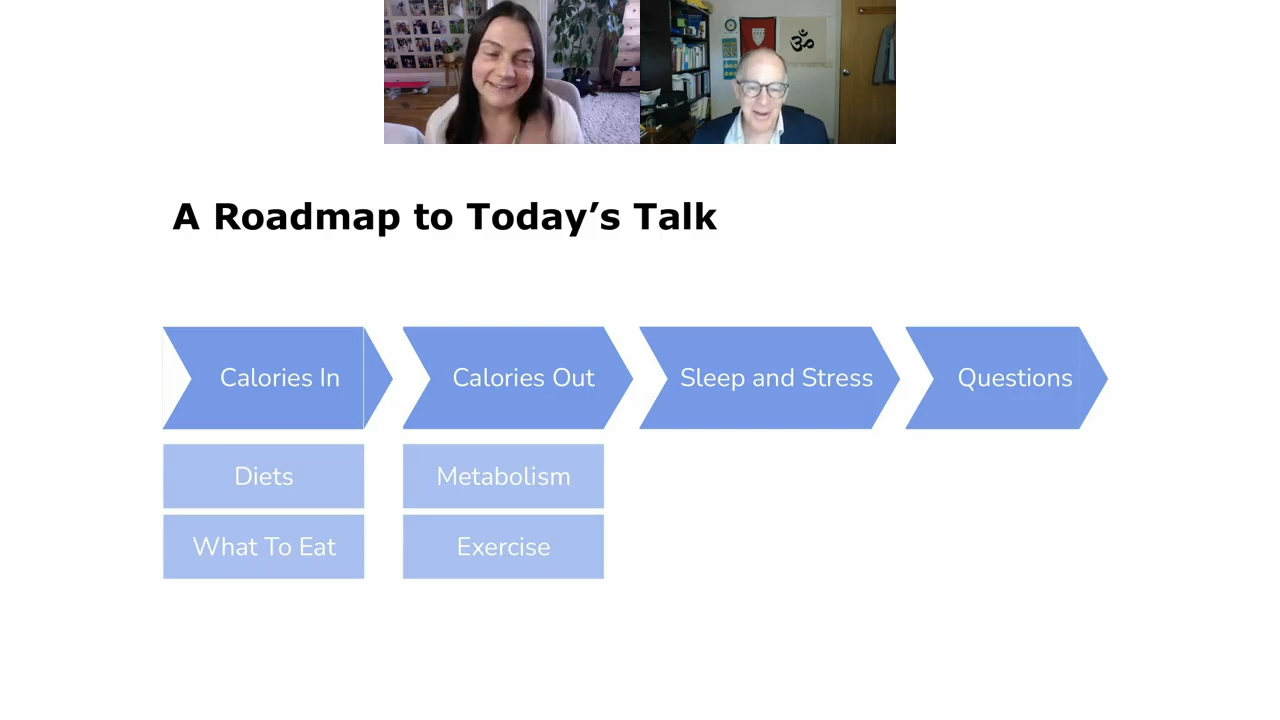 ॐ
A Roadmap to Today's Talk
Calories In
Calories Out
Sleep and Stress
Questions
Diets
Metabolism
What To Eat
Exercise